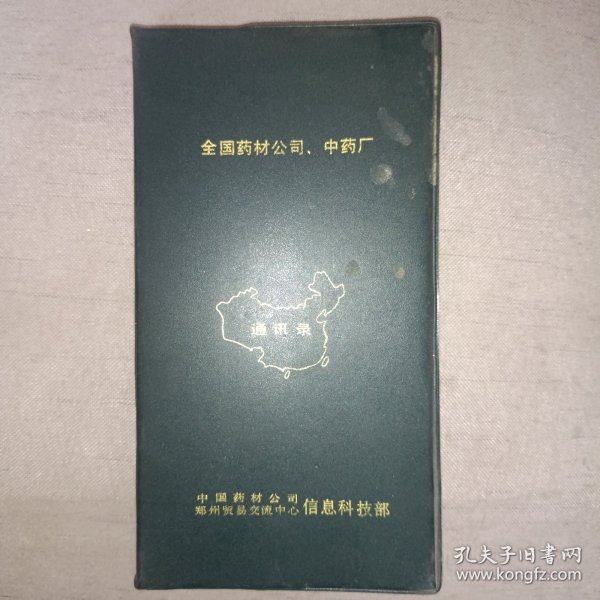 全国药材公司、中药厂
通讯录
中国药材公司
郑州贸易交流中心 信息科技部
孔夫子旧书网
www.kongfz.com